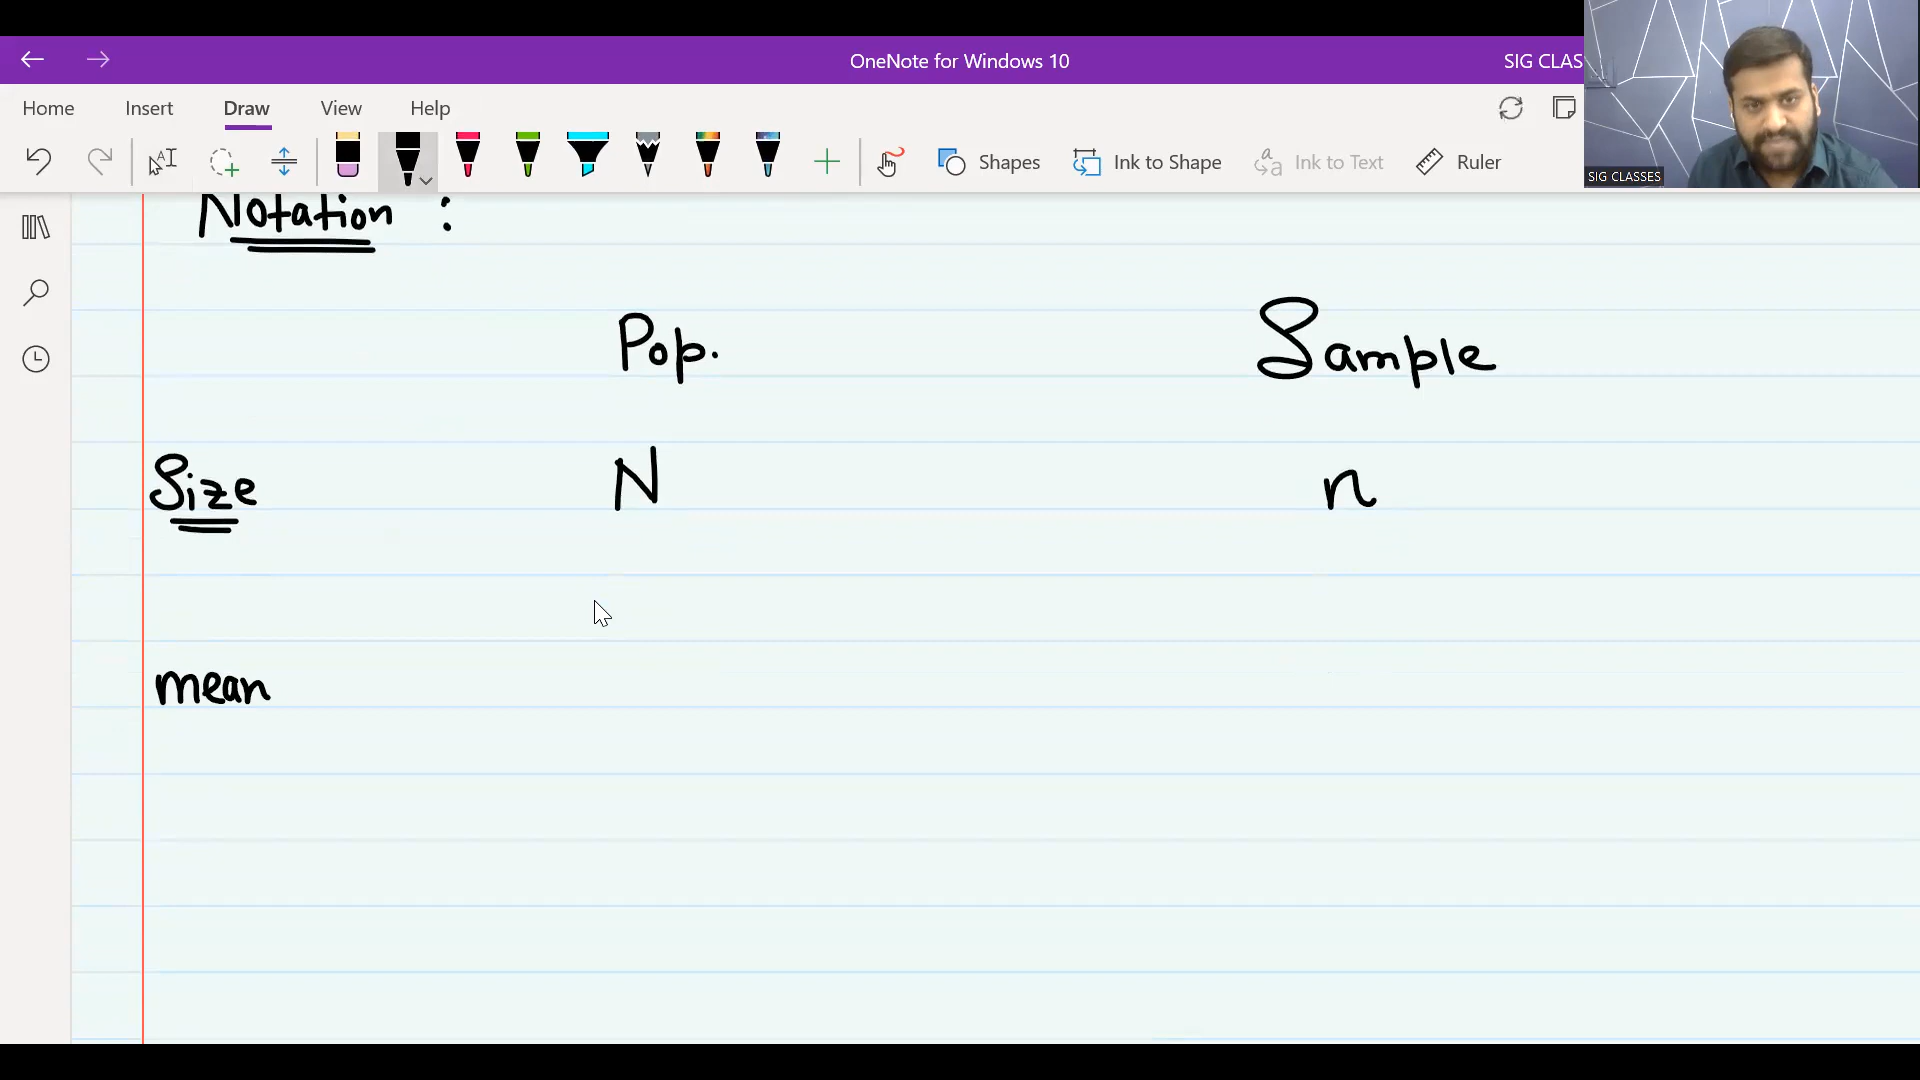 OneNote for Windows 10
SIG CLAS
Home Insert Draw View Help
Shapes Ink to Shape Ink to Text Ruler
SIG CLASSES
Notation :
Pop. Sample
Size N n
mean